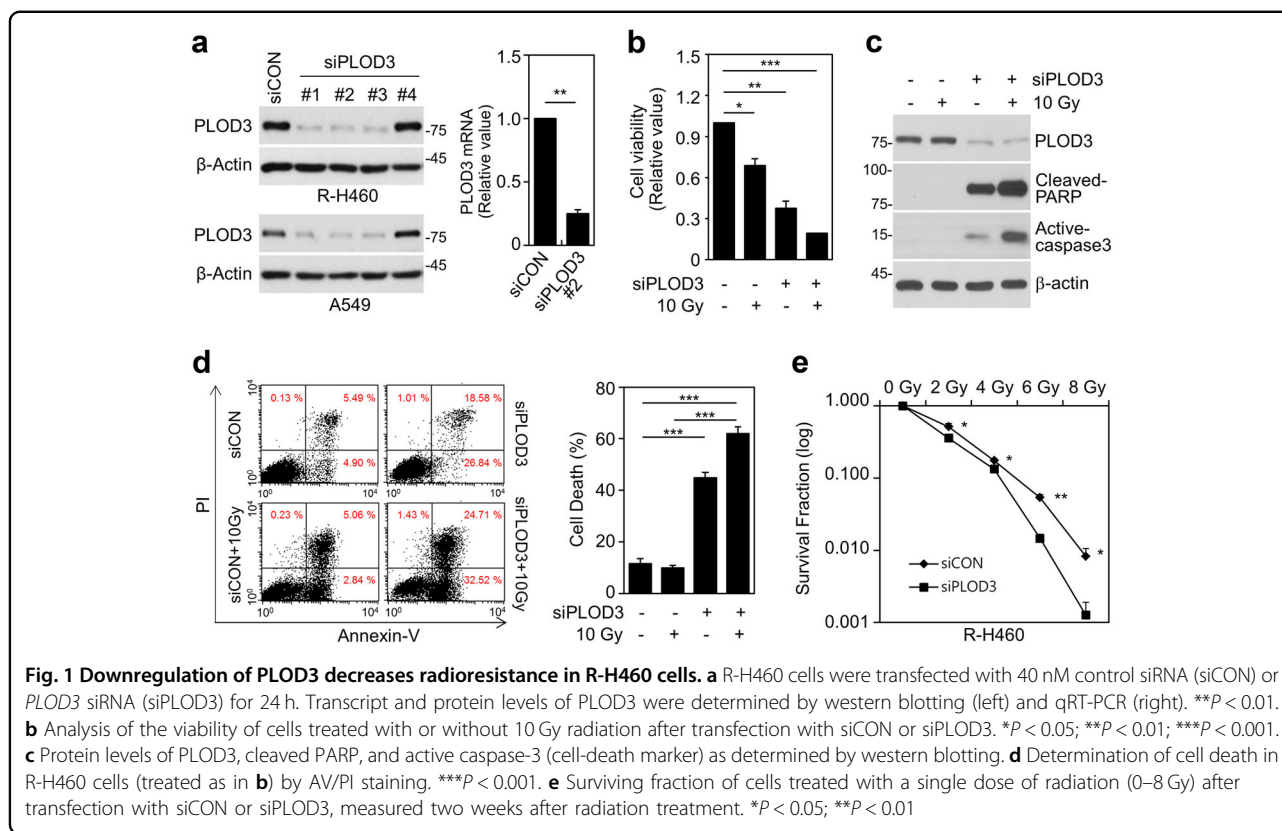 a
siCON
siPLOD3
#1 #2 #3 #4
PLOD3
-75
β-Actin
-45
R-H460
PLOD3
-75
β-Actin
-45
A549
PLOD3 mRNA
(Relative value)
1.5
1.0
0.5
0
**
siCON
siPLOD3
#2
b
Cell viability
(Relative value)
1.5
1.2
0.9
0.6
0.3
0
***
**
*
siPLOD3 - - + +
10 Gy - + - +
c
- - + + siPLOD3
- + - + 10 Gy
75- PLOD3
100-
75-
Cleaved-
PARP
15-
Active-
caspase3
45-
β-actin
d
PI
siCON
10⁴
10⁰
0.13 % 5.49 %
4.90 %
10⁰ 10⁴
siPLOD3
1.01 % 18.58 %
26.84 %
10⁰ 10⁴
siCON+10Gy
10⁴
10⁰
0.23 % 5.06 %
2.84 %
10⁰ 10⁴
siPLOD3+10Gy
1.43 % 24.71 %
32.52 %
10⁰ 10⁴
Annexin-V
Cell Death (%)
80
60
40
20
0
***
***
***
siPLOD3 - - + +
10 Gy - + - +
e
0 Gy 2 Gy 4 Gy 6 Gy 8 Gy
Survival Fraction (log)
1.000
0.100
0.010
0.001
*
*
**
*
siCON
siPLOD3
R-H460
Fig. 1 Downregulation of PLOD3 decreases radioresistance in R-H460 cells. a R-H460 cells were transfected with 40 nM control siRNA (siCON) or
PLOD3 siRNA (siPLOD3) for 24 h. Transcript and protein levels of PLOD3 were determined by western blotting (left) and qRT-PCR (right). **P < 0.01.
b Analysis of the viability of cells treated with or without 10 Gy radiation after transfection with siCON or siPLOD3. *P < 0.05; **P < 0.01; ***P < 0.001.
c Protein levels of PLOD3, cleaved PARP, and active caspase-3 (cell-death marker) as determined by western blotting. d Determination of cell death in
R-H460 cells (treated as in b) by AV/PI staining. ***P < 0.001. e Surviving fraction of cells treated with a single dose of radiation (0–8 Gy) after
transfection with siCON or siPLOD3, measured two weeks after radiation treatment. *P < 0.05; **P < 0.01